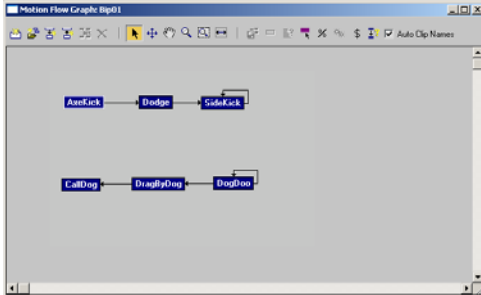 Motion Flow Graph: Bip01
Auto Clip Names
AxeKick Dodge SideKick
CallDog DragByDog DogDoo